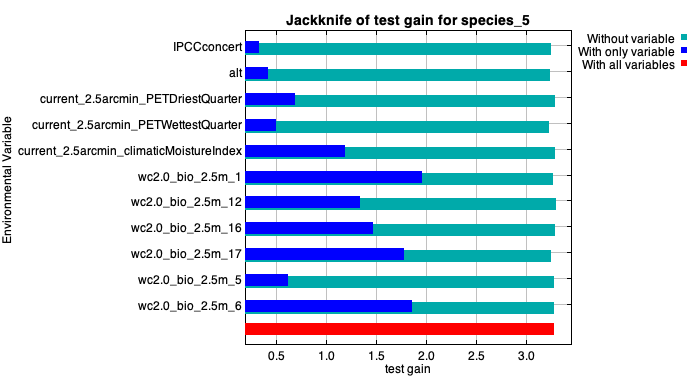 Jackknife of test gain for species_5
Without variable
With only variable
With all variables
Environmental Variable
IPCCconcert
alt
current_2.5arcmin_PETDriestQuarter
current_2.5arcmin_PETWettestQuarter
current_2.5arcmin_climaticMoistureIndex
wc2.0_bio_2.5m_1
wc2.0_bio_2.5m_12
wc2.0_bio_2.5m_16
wc2.0_bio_2.5m_17
wc2.0_bio_2.5m_5
wc2.0_bio_2.5m_6
0.5 1.0 1.5 2.0 2.5 3.0
test gain